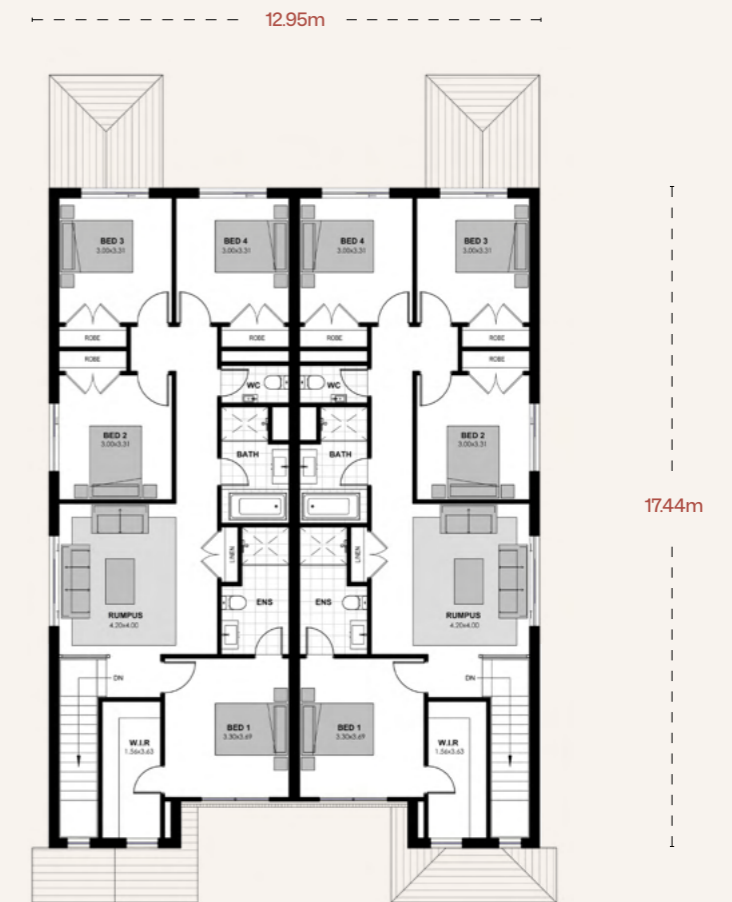 12.95m
BED 3
3.00x3.31
BED 4
3.00x3.31
BED 4
3.00x3.31
BED 3
3.00x3.31
ROBE
ROBE
ROBE
ROBE
ROBE
ROBE
WC
WC
BED 2
3.00x3.31
BATH
BATH
BED 2
3.00x3.31
17.44m
LINEN
LINEN
ENS
ENS
RUMPUS
4.20x4.00
RUMPUS
4.20x4.00
DN
DN
BED 1
3.30x3.69
BED 1
3.30x3.69
W.I.R
1.56x3.63
W.I.R
1.56x3.63